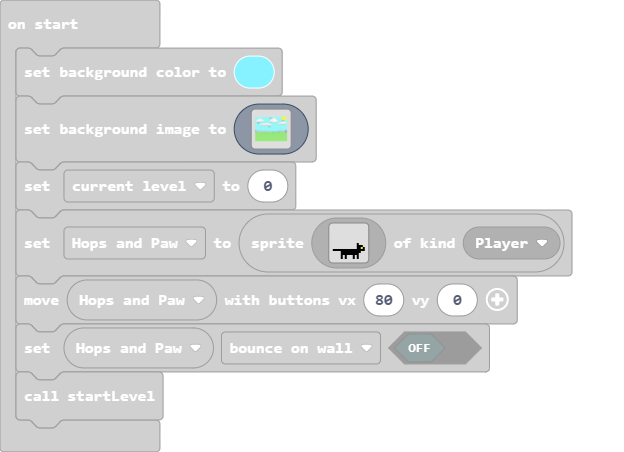 on start
set background color to
set background image to
set current level to 0
set Hops and Paw to sprite of kind Player
move Hops and Paw with buttons vx 80 vy 0
set Hops and Paw bounce on wall OFF
call startLevel